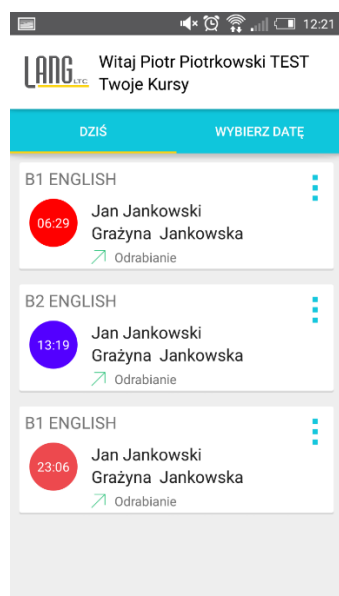 12:21
LANG LTC
Witaj Piotr Piotrkowski TEST
Twoje Kursy
DZIŚ
WYBIERZ DATĘ
B1 ENGLISH
06:29
Jan Jankowski
Grażyna Jankowska
Odrabianie
B2 ENGLISH
13:19
Jan Jankowski
Grażyna Jankowska
Odrabianie
B1 ENGLISH
23:06
Jan Jankowski
Grażyna Jankowska
Odrabianie